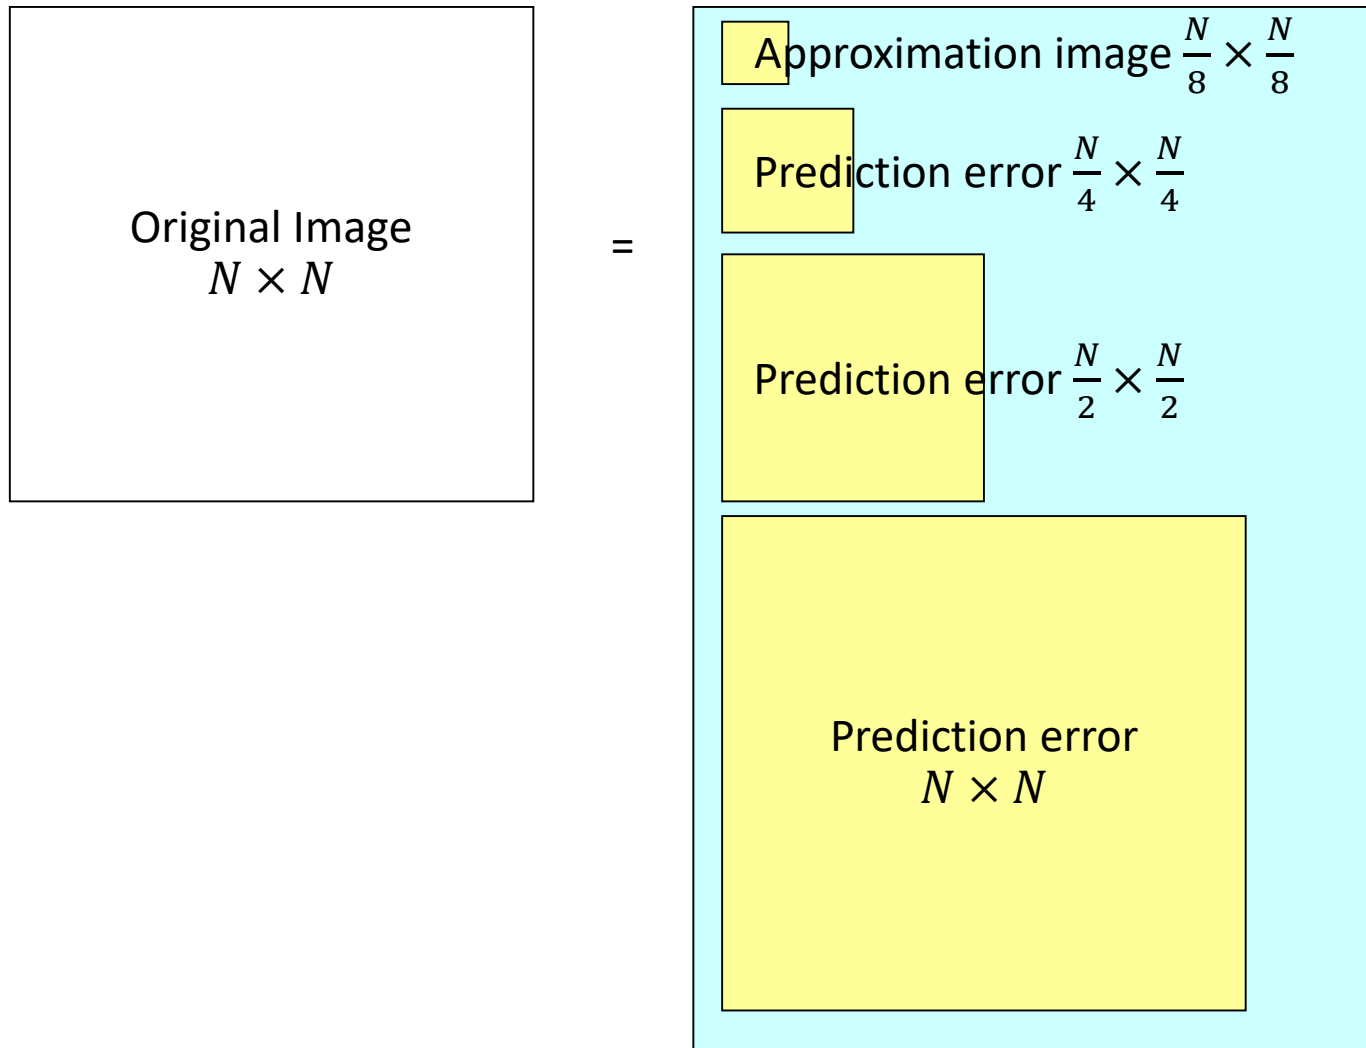 Original Image
N × N
=
Approximation image N/8 × N/8
Prediction error N/4 × N/4
Prediction error N/2 × N/2
Prediction error
N × N